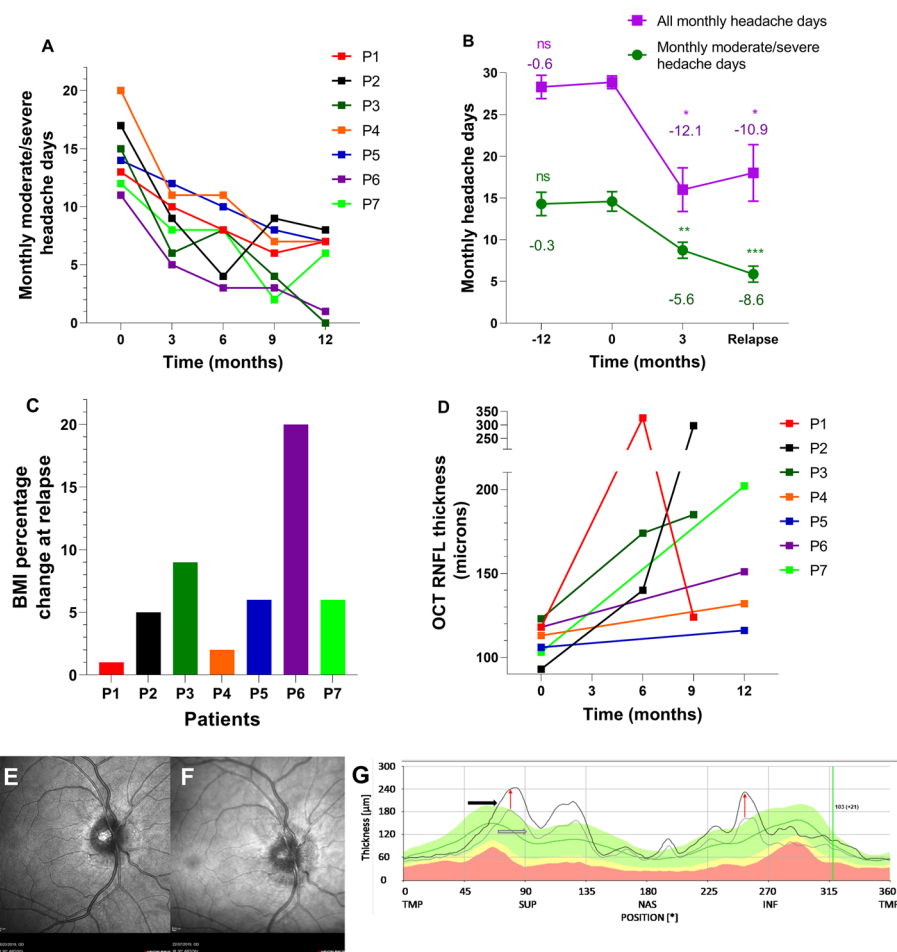 A
P1
P2
P3
P4
P5
P6
P7
Monthly moderate/severe
headache days
20
15
10
5
0
0 3 6 9 12
Time (months)
All monthly headache days
Monthly moderate/severe
hedache days
B
ns
-0.6
*
-12.1
*
-10.9
ns
-0.3
**
-5.6
***
-8.6
Monthly headache days
30
25
20
15
10
5
0
-12 0 3 Relapse
Time (months)
C
BMI percentage
change at relapse
20
15
10
5
0
P1 P2 P3 P4 P5 P6 P7
Patients
D
P1
P2
P3
P4
P5
P6
P7
OCT RNFL thickness
(microns)
350
300
250
200
150
100
0 3 6 9 12
Time (months)
E
F
G
Thickness [µm]
300
240
180
120
60
0
103 (+21)
0 45 90 135 180 225 270 315 360
TMP SUP NAS INF TMP
POSITION [°]